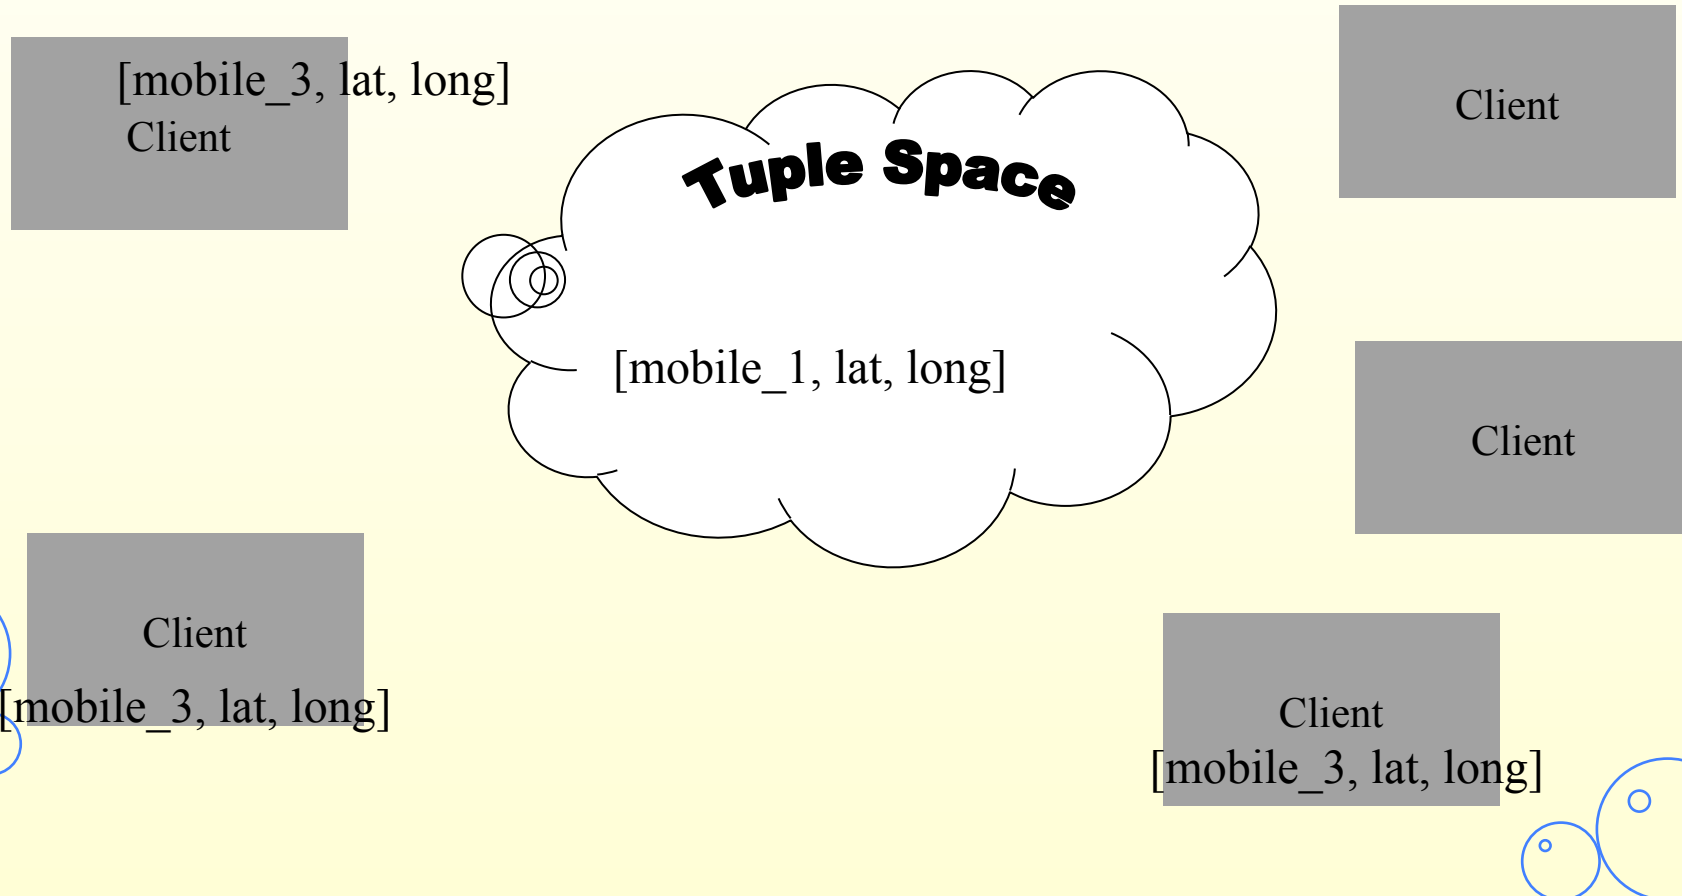 [mobile_3, lat, long]
Client
Client
Tuple Space
[mobile_1, lat, long]
Client
Client
[mobile_3, lat, long]
Client
[mobile_3, lat, long]